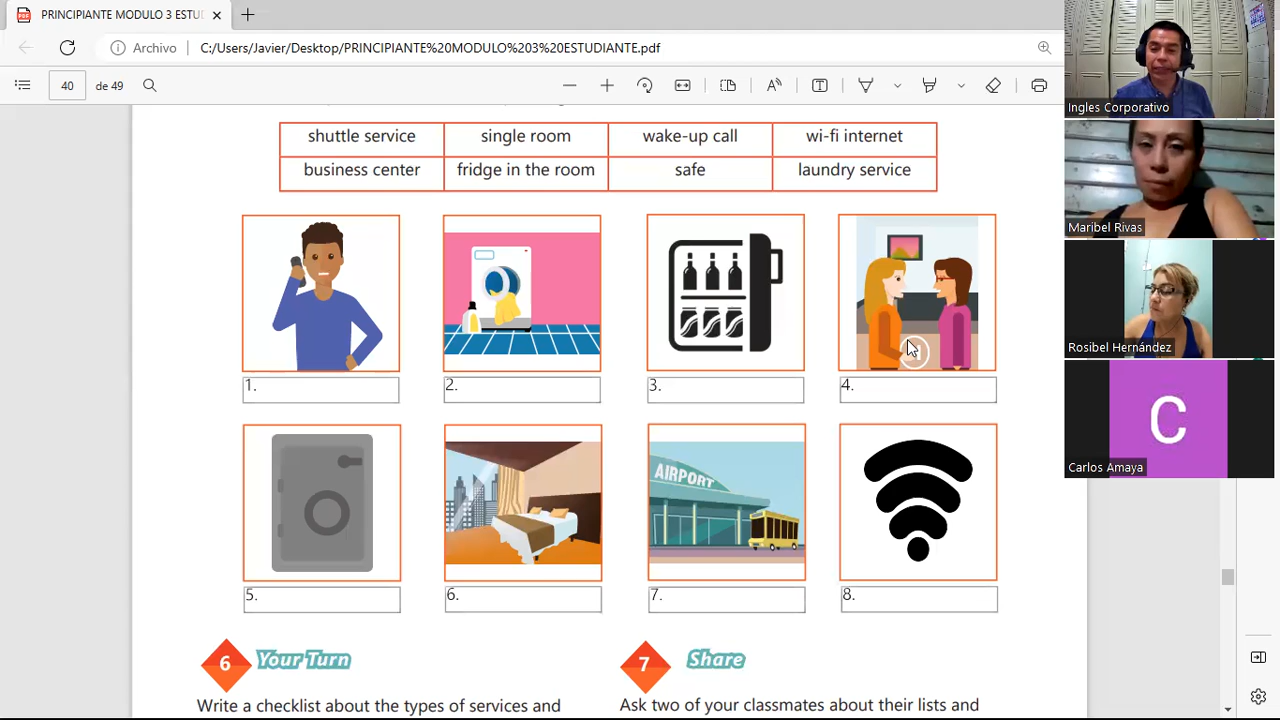 PRINCIPIANTE MODULO 3 ESTU
Archivo
C:/Users/Javier/Desktop/PRINCIPIANTE%20MODULO%203%20ESTUDIANTE.pdf
40 de 49
shuttle service single room wake-up call wi-fi internet
business center fridge in the room safe laundry service
1. 2. 3. 4.
AIRPORT
5. 6. 7. 8.
6 Your Turn 7 Share
Write a checklist about the types of services and
Ask two of your classmates about their lists and
Ingles Corporativo
Maribel Rivas
Rosibel Hernández
C
Carlos Amaya